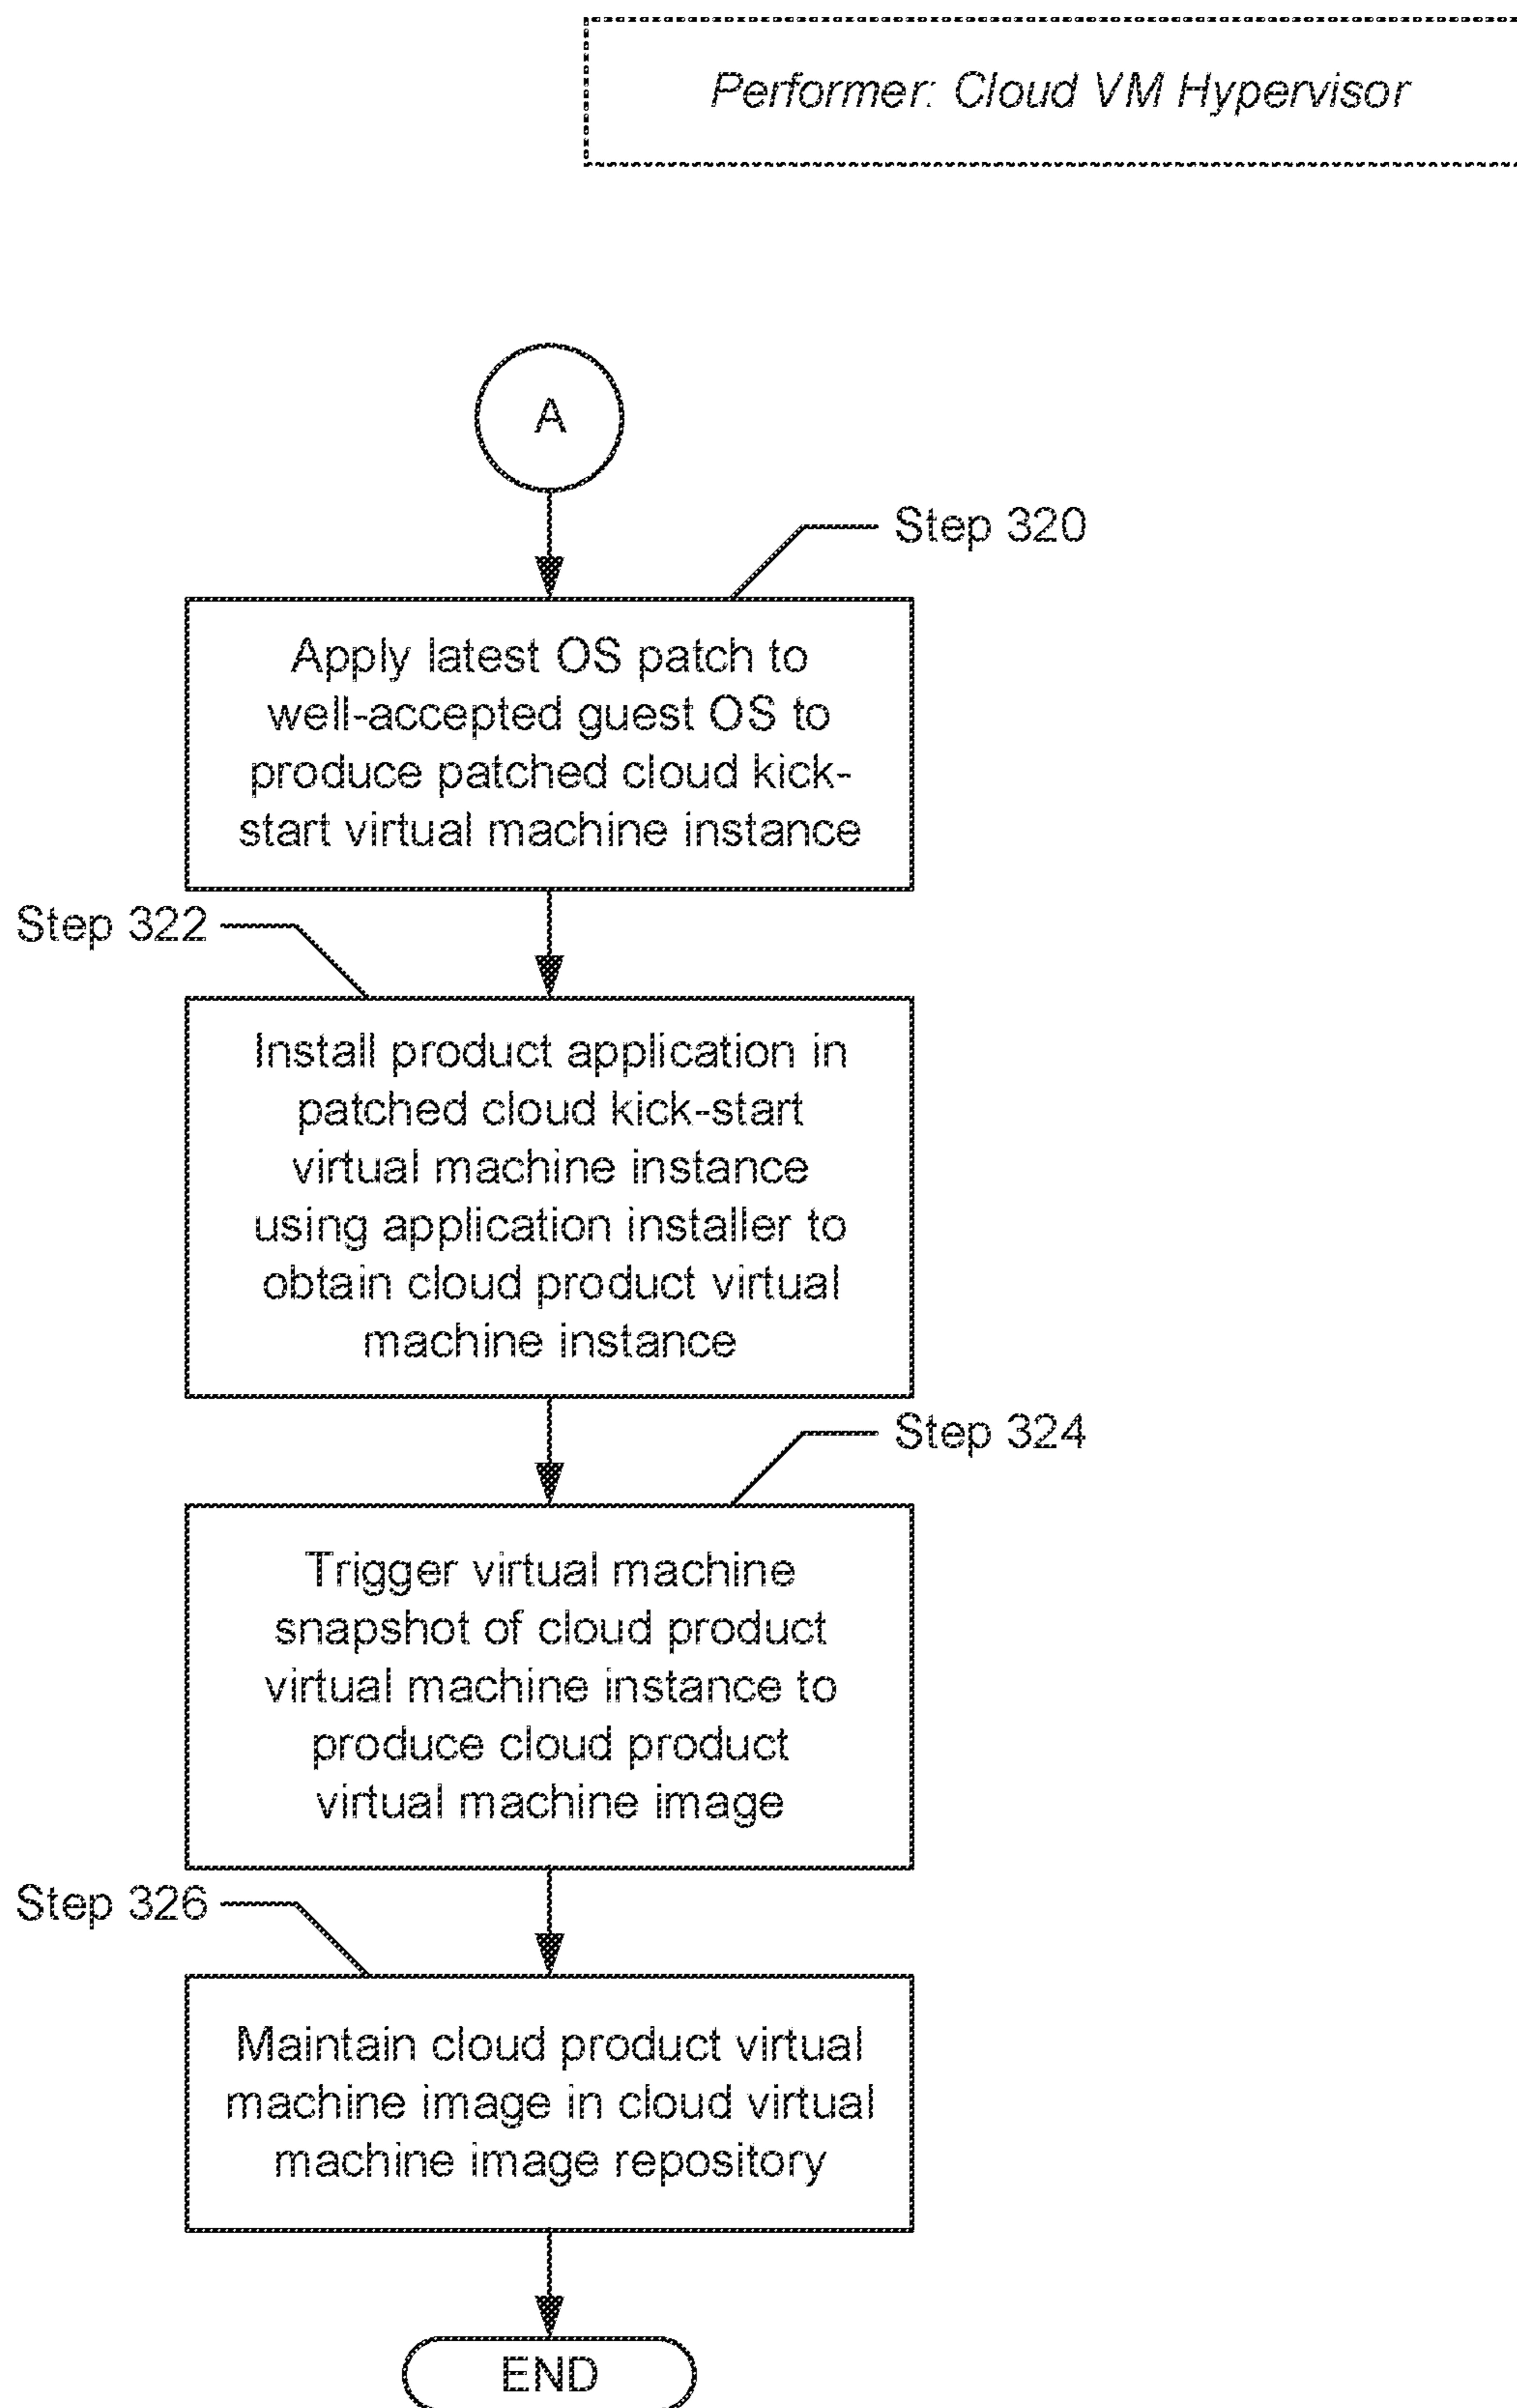 Performer: Cloud VM Hypervisor
A
Step 320
Apply latest OS patch to
well-accepted guest OS to
produce patched cloud kick-
start virtual machine instance
Step 322
Install product application in
patched cloud kick-start
virtual machine instance
using application installer to
obtain cloud product virtual
machine instance
Step 324
Trigger virtual machine
snapshot of cloud product
virtual machine instance to
produce cloud product
virtual machine image
Step 326
Maintain cloud product virtual
machine image in cloud virtual
machine image repository
END